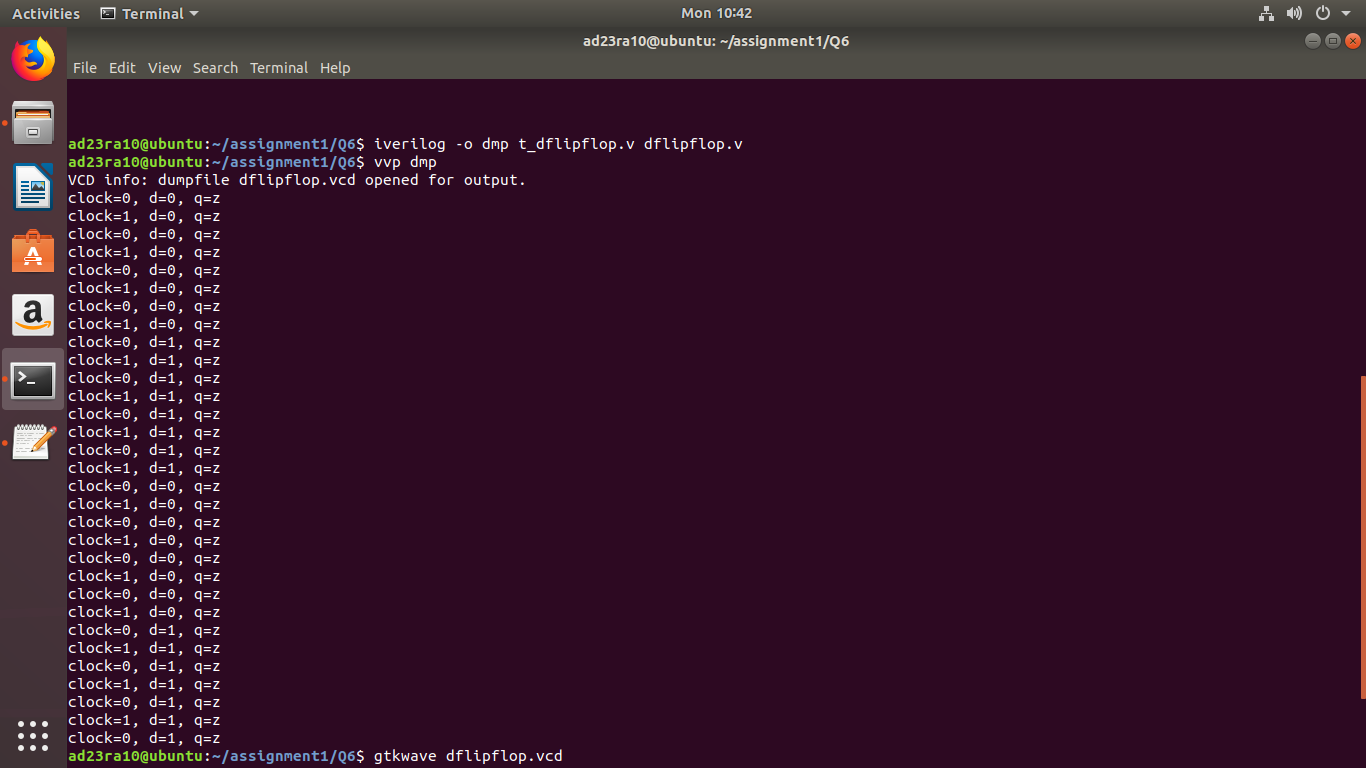 Activities Terminal Mon 10:42
ad23ra10@ubuntu: ~/assignment1/Q6
File Edit View Search Terminal Help
ad23ra10@ubuntu:~/assignment1/Q6$ iverilog -o dmp t_dflipflop.v dflipflop.v
ad23ra10@ubuntu:~/assignment1/Q6$ vvp dmp
VCD info: dumpfile dflipflop.vcd opened for output.
clock=0, d=0, q=z
clock=1, d=0, q=z
clock=0, d=0, q=z
clock=1, d=0, q=z
clock=0, d=0, q=z
clock=1, d=0, q=z
clock=0, d=0, q=z
clock=1, d=0, q=z
clock=0, d=1, q=z
clock=1, d=1, q=z
clock=0, d=1, q=z
clock=1, d=1, q=z
clock=0, d=1, q=z
clock=1, d=1, q=z
clock=0, d=1, q=z
clock=1, d=1, q=z
clock=0, d=0, q=z
clock=1, d=0, q=z
clock=0, d=0, q=z
clock=1, d=0, q=z
clock=0, d=0, q=z
clock=1, d=0, q=z
clock=0, d=0, q=z
clock=1, d=0, q=z
clock=0, d=1, q=z
clock=1, d=1, q=z
clock=0, d=1, q=z
clock=1, d=1, q=z
clock=0, d=1, q=z
clock=1, d=1, q=z
clock=0, d=1, q=z
ad23ra10@ubuntu:~/assignment1/Q6$ gtkwave dflipflop.vcd